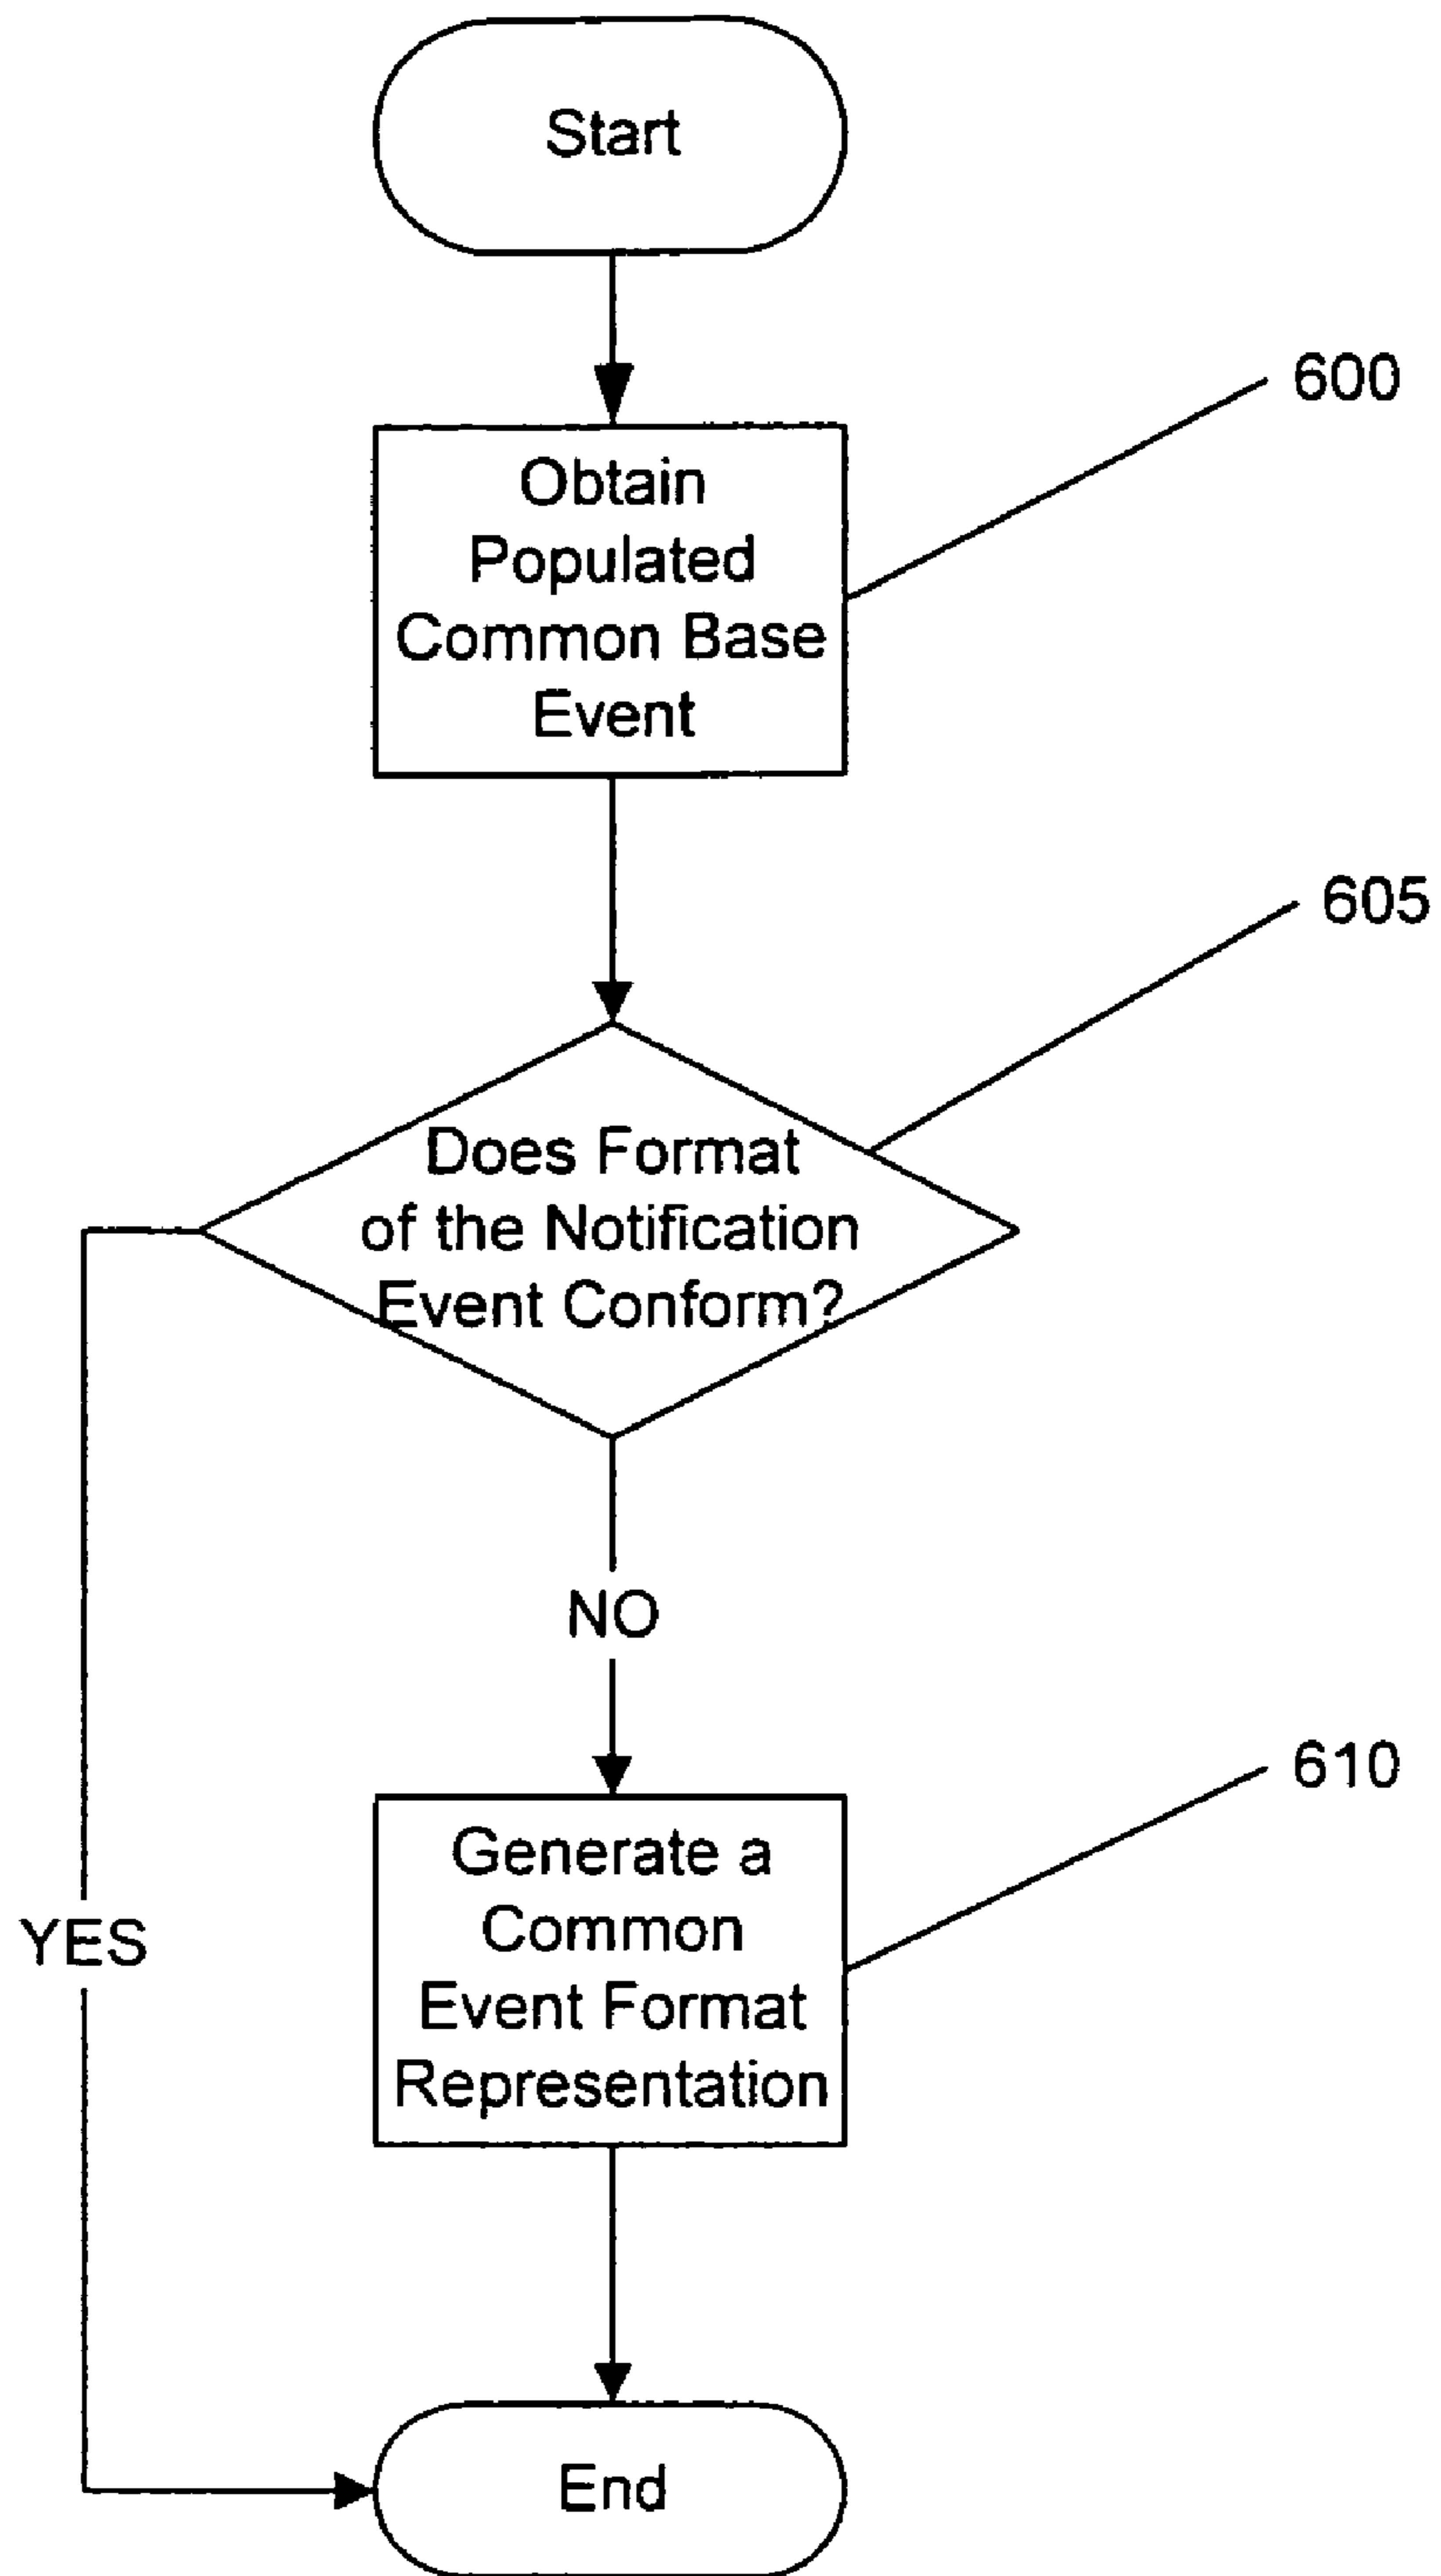 Start
600
Obtain
Populated
Common Base
Event
605
Does Format
of the Notification
Event Conform?
NO
610
Generate a
Common
Event Format
Representation
YES
End